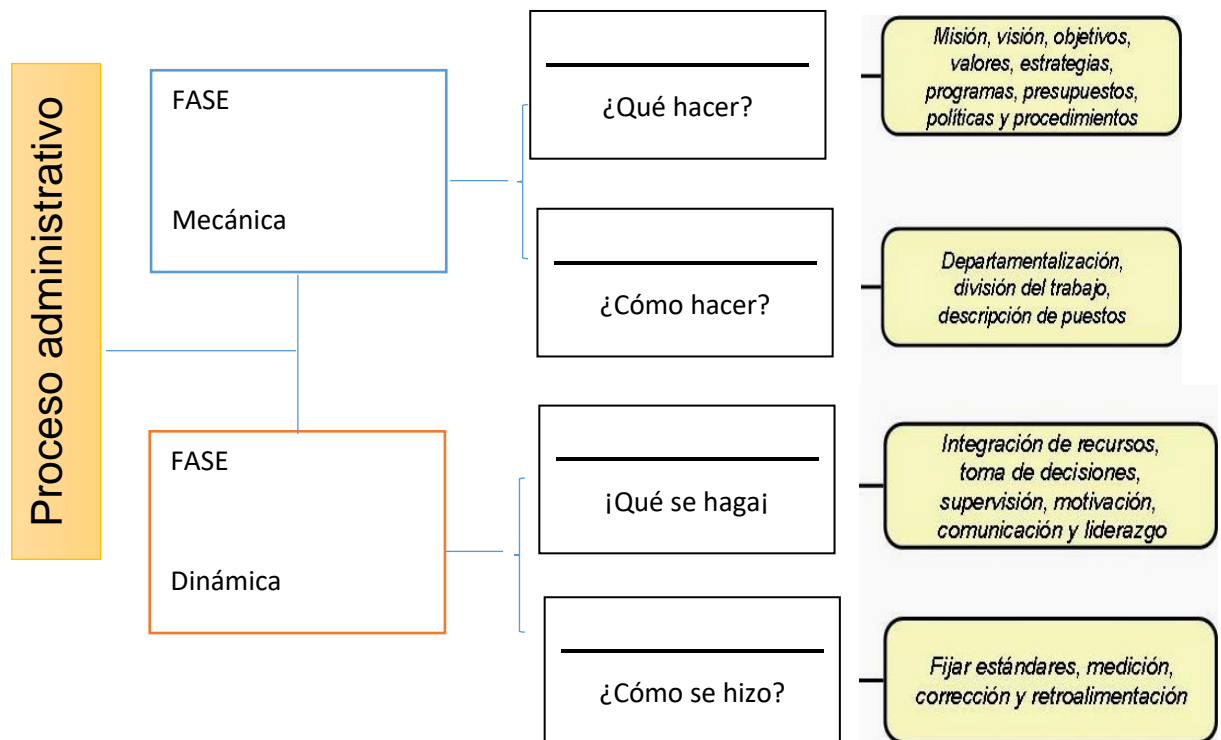 Proceso administrativo
FASE
Mecánica
¿Qué hacer?
Misión, visión, objetivos,
valores, estrategias,
programas, presupuestos,
políticas y procedimientos
¿Cómo hacer?
Departamentalización,
división del trabajo,
descripción de puestos
FASE
Dinámica
¡Qué se haga¡
Integración de recursos,
toma de decisiones,
supervisión, motivación,
comunicación y liderazgo
¿Cómo se hizo?
Fijar estándares, medición,
corrección y retroalimentación